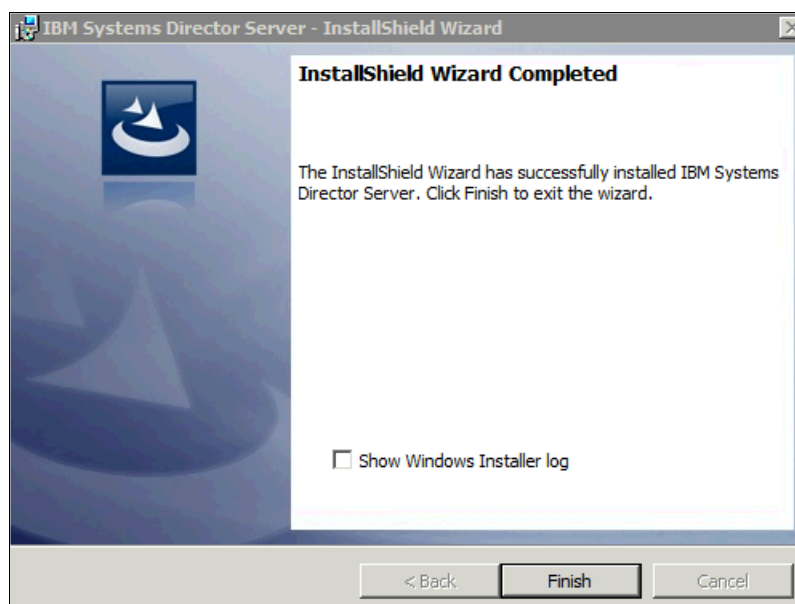 IBM Systems Director Server - InstallShield Wizard
InstallShield Wizard Completed
The InstallShield Wizard has successfully installed IBM Systems
Director Server. Click Finish to exit the wizard.
Show Windows Installer log
< Back
Finish
Cancel